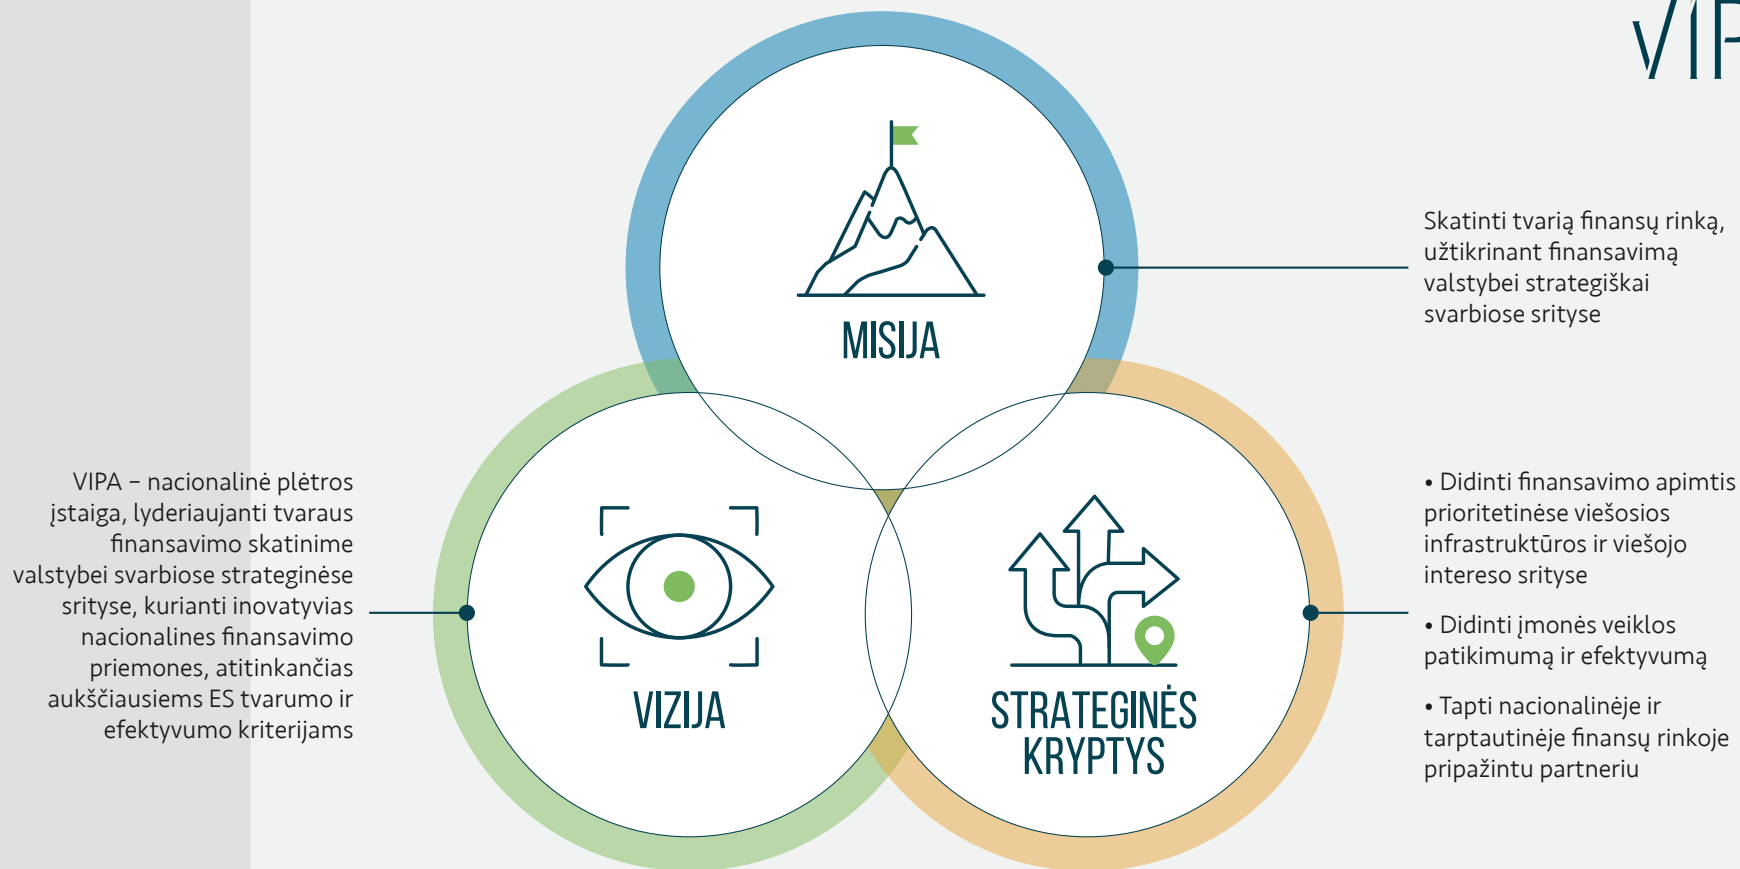 MISIJA
Skatinti tvarią finansų rinką,
užtikrinant finansavimą
valstybei strategiškai
svarbiose srityse
VIPA – nacionalinė plėtros
įstaiga, lyderiaujanti tvaraus
finansavimo skatinime
valstybei svarbiose strateginėse
srityse, kurianti inovatyvias
nacionalines finansavimo
priemones, atitinkančias
aukščiausiems ES tvarumo ir
efektyvumo kriterijams
VIZIJA
STRATEGINĖS
KRYPTYS
• Didinti finansavimo apimtis
prioritetinėse viešosios
infrastruktūros ir viešojo
intereso srityse
• Didinti įmonės veiklos
patikimumą ir efektyvumą
• Tapti nacionalinėje ir
tarptautinėje finansų rinkoje
pripažintu partneriu